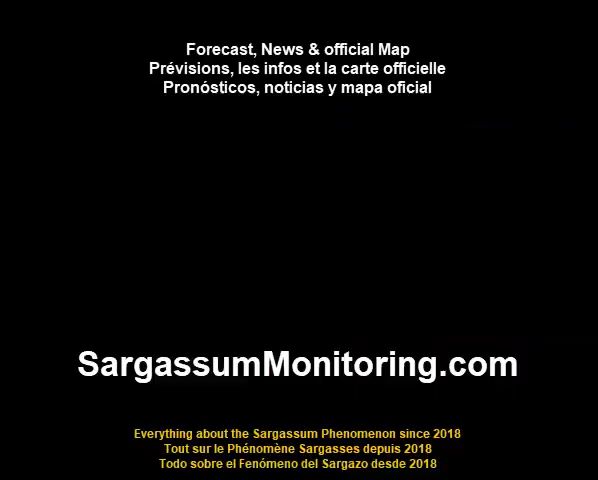 Forecast, News & official Map
Prévisions, les infos et la carte officielle
Pronósticos, noticias y mapa oficial
SargassumMonitoring.com
Everything about the Sargassum Phenomenon since 2018
Tout sur le Phénomène Sargasses depuis 2018
Todo sobre el Fenómeno del Sargazo desde 2018